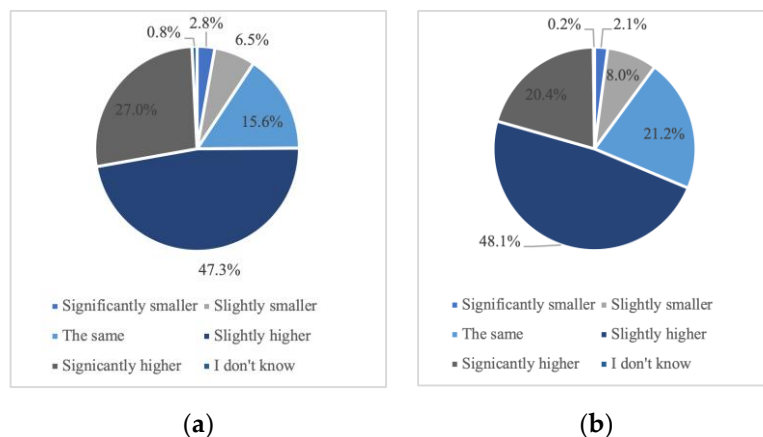 0.8%
2.8%
6.5%
15.6%
27.0%
47.3%
Significantly smaller Slightly smaller
The same Slightly higher
Signicantly higher I don't know
(a)
0.2%
2.1%
8.0%
20.4%
21.2%
48.1%
Significantly smaller Slightly smaller
The same Slightly higher
Signicantly higher I don't know
(b)